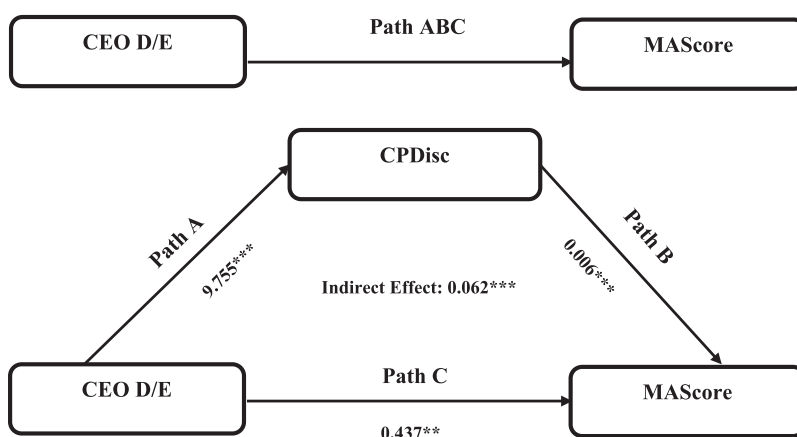 CEO D/E
Path ABC
MAScore
CPDisc
Path A
9.755***
Path B
0.006***
Indirect Effect: 0.062***
CEO D/E
Path C
0.437**
MAScore